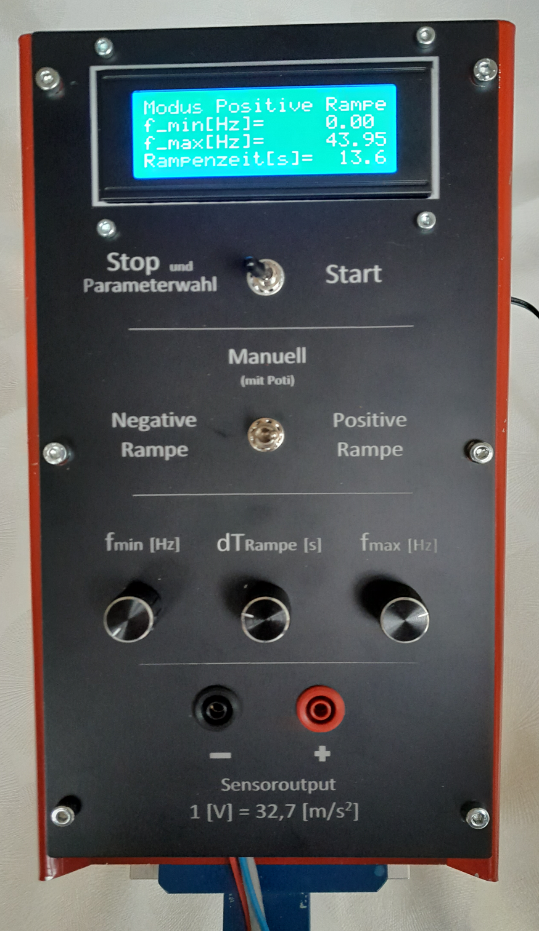 Modus Positive Rampe
f_min[Hz]= 0.00
f_max[Hz]= 43.95
Rampenzeit[s]= 13.6
Stop und
Parameterwahl
Start
Manuell
(mit Poti)
Negative
Rampe
Positive
Rampe
fmin [Hz]
dTRampe [s]
fmax [Hz]
− +
Sensoroutput
1 [V] = 32,7 [m/s²]